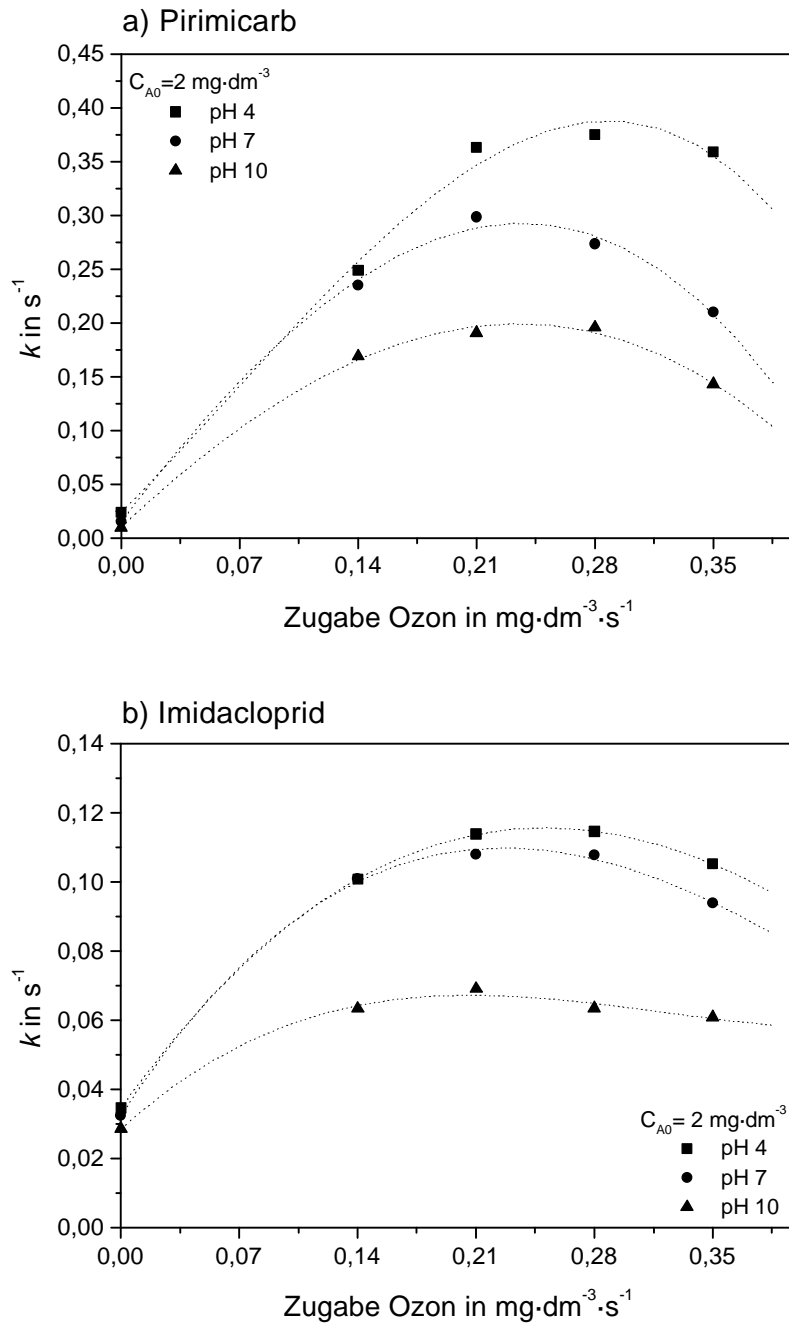 a) Pirimicarb
0,45
C_A0=2 mg·dm⁻³
0,40
pH 4
pH 7
0,35
pH 10
0,30
0,25
k in s⁻¹
0,20
0,15
0,10
0,05
0,00
0,00 0,07 0,14 0,21 0,28 0,35
Zugabe Ozon in mg·dm⁻³·s⁻¹
b) Imidacloprid
0,14
0,12
0,10
0,08
k in s⁻¹
0,06
0,04
C_A0= 2 mg·dm⁻³
pH 4
0,02
pH 7
pH 10
0,00
0,00 0,07 0,14 0,21 0,28 0,35
Zugabe Ozon in mg·dm⁻³·s⁻¹